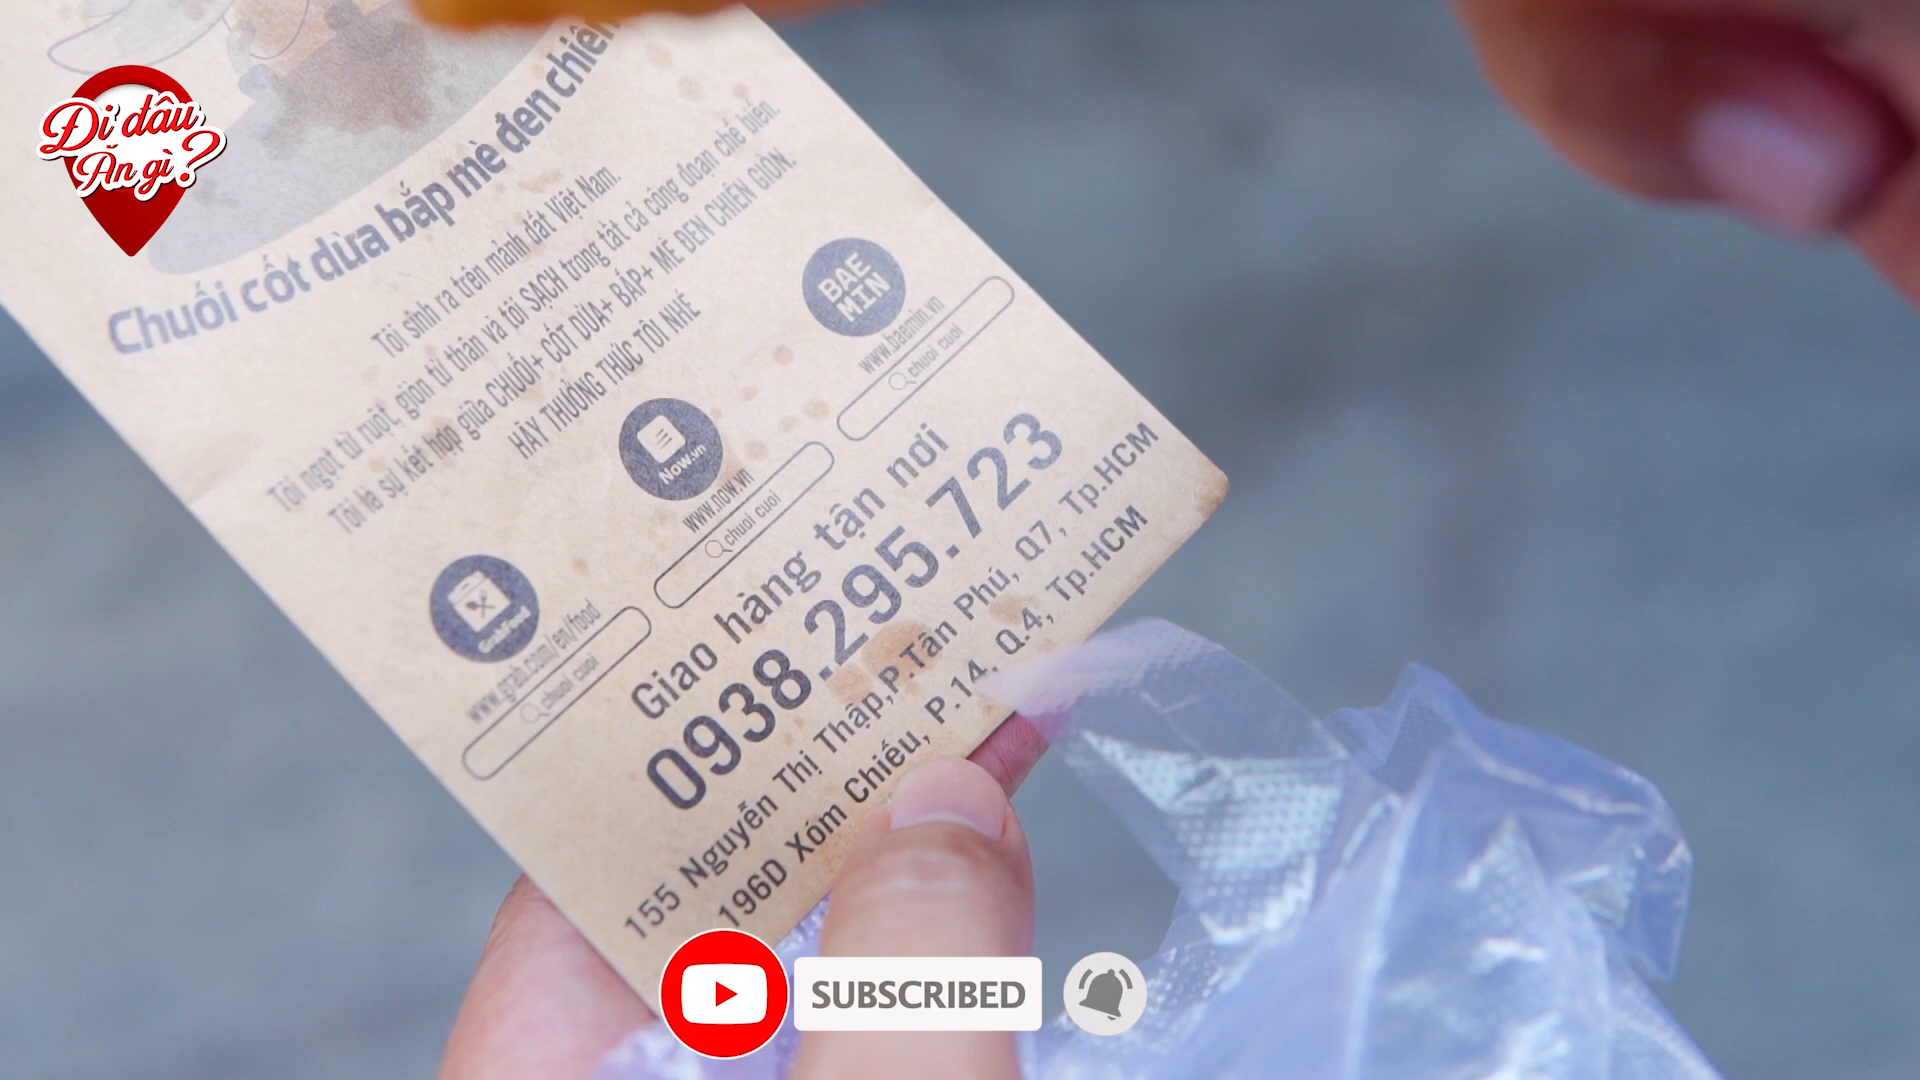 Đi đâu
Ăn gì?
Chuối cốt dừa bắp mè đen chiên
Tôi sinh ra trên mảnh đất Việt Nam.
Tôi ngọt từ ruột, giòn từ thân và tôi SẠCH trong tất cả công đoạn chế biến.
Tôi là sự kết hợp giữa CHUỐI+ CỐT DỪA+ BẮP+ MÈ ĐEN CHIÊN GIÒN.
HÃY THƯỞNG THỨC TÔI NHÉ
GrabFood
www.grab.com/en/food
chuoi cuoi
Now.vn
www.now.vn
chuoi cuoi
BAE
MIN
www.baemin.vn
chuoi cuoi
Giao hàng tận nơi
0938.295.723
155 Nguyễn Thị Thập,P.Tân Phú, Q7, Tp.HCM
196D Xóm Chiếu, P.14, Q.4, Tp.HCM
SUBSCRIBED